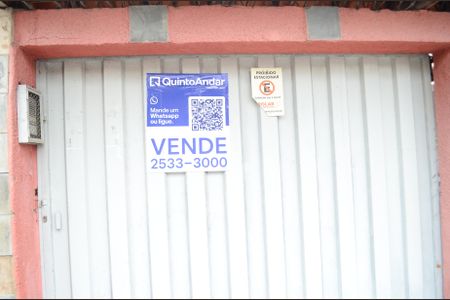 QuintoAndar
Mande um
Whatsapp
ou ligue.
VENDE
2533-3000
PROIBIDO
ESTACIONAR